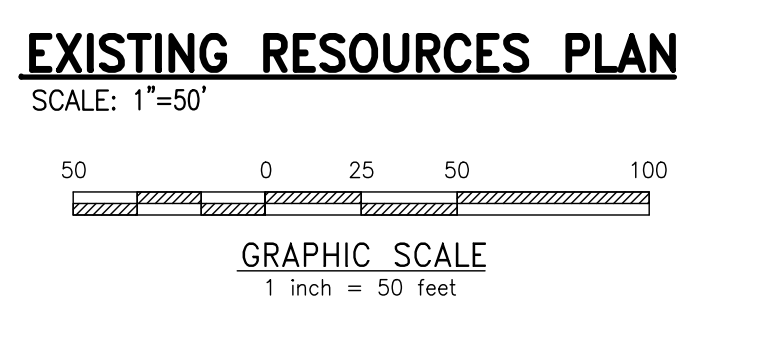 EXISTING RESOURCES PLAN
SCALE: 1"=50'
50 0 25 50 100
GRAPHIC SCALE
1 inch = 50 feet